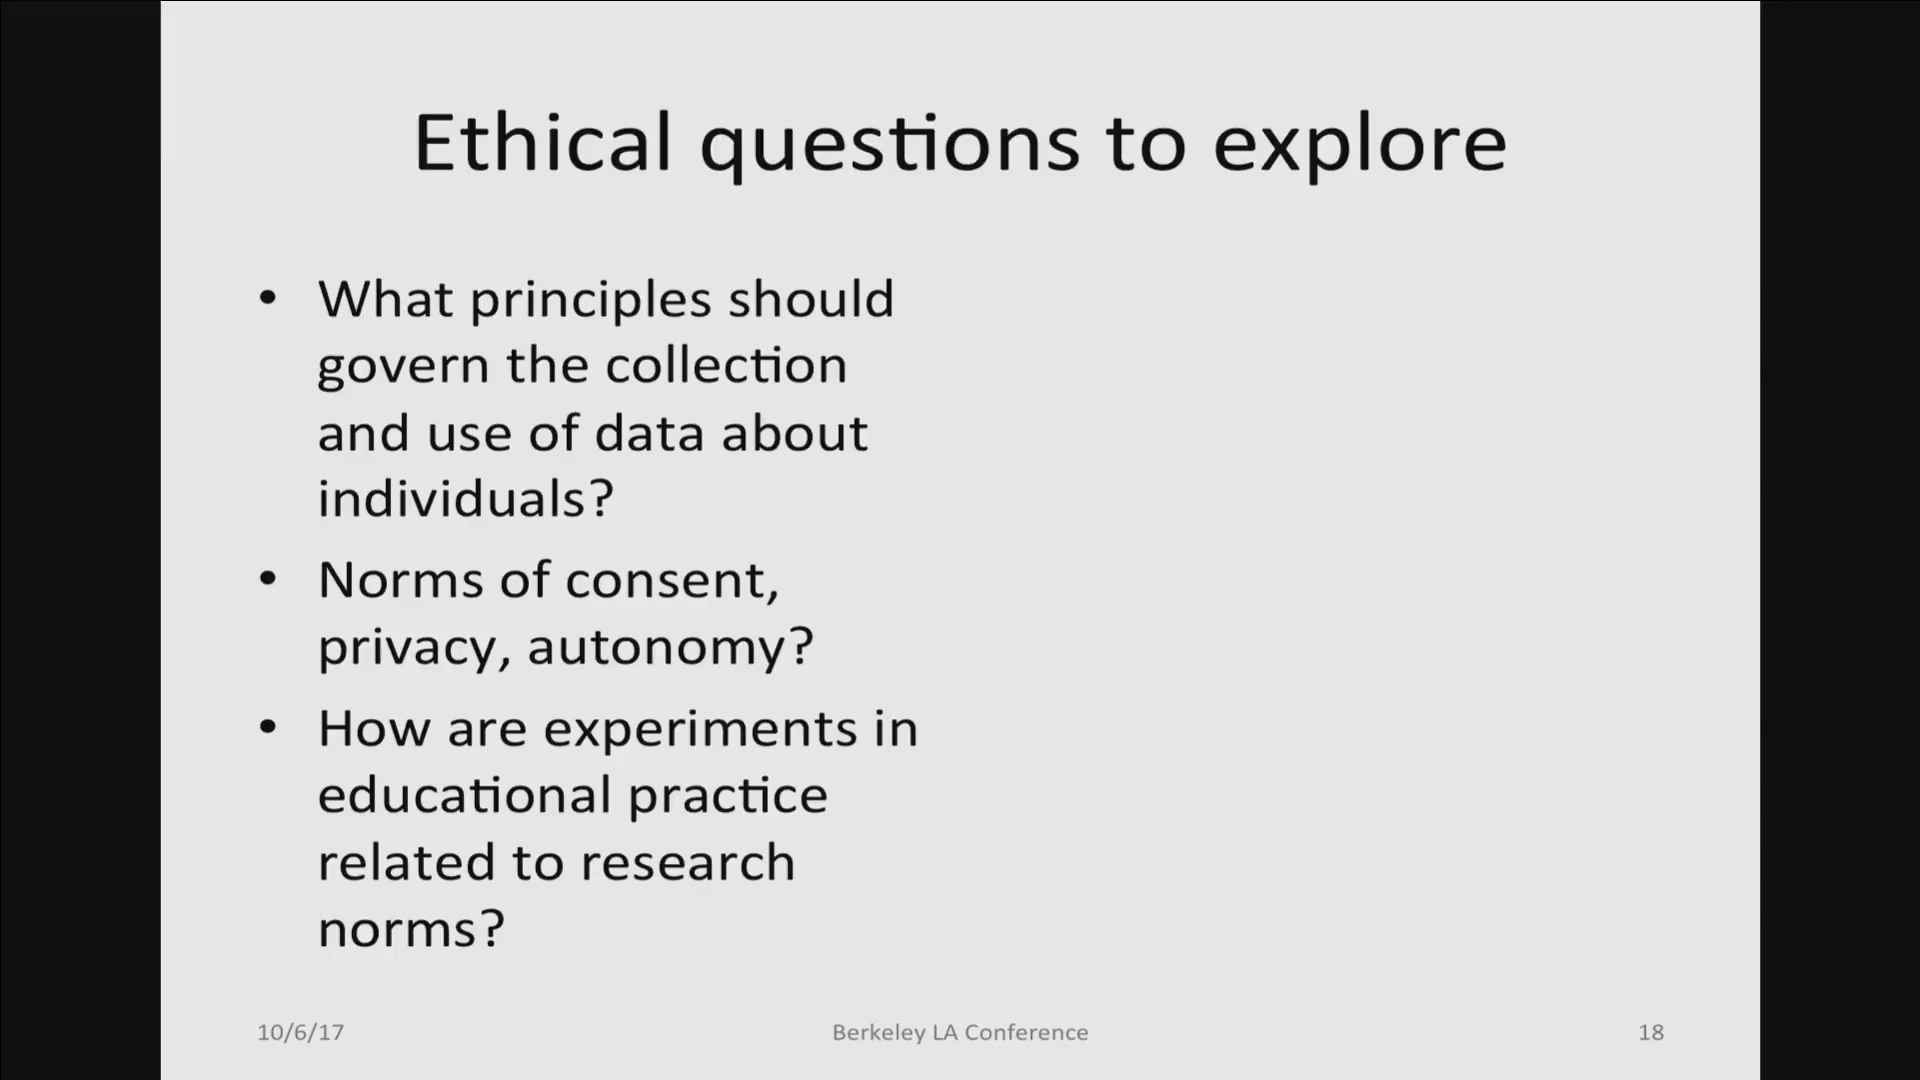 Ethical questions to explore
• What principles should
govern the collection
and use of data about
individuals?
• Norms of consent,
privacy, autonomy?
• How are experiments in
educational practice
related to research
norms?
10/6/17
Berkeley LA Conference
18